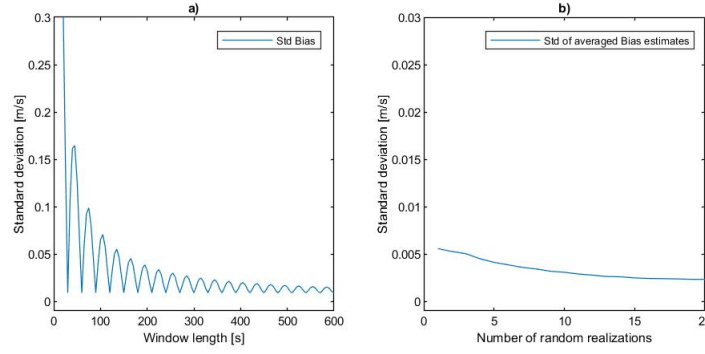 a)
0.3
0.25
0.2
0.15
0.1
0.05
0
Standard deviation [m/s]
Std Bias
0 100 200 300 400 500 600
Window length [s]
b)
0.03
0.025
0.02
0.015
0.01
0.005
0
Standard deviation [m/s]
Std of averaged Bias estimates
0 5 10 15 2
Number of random realizations